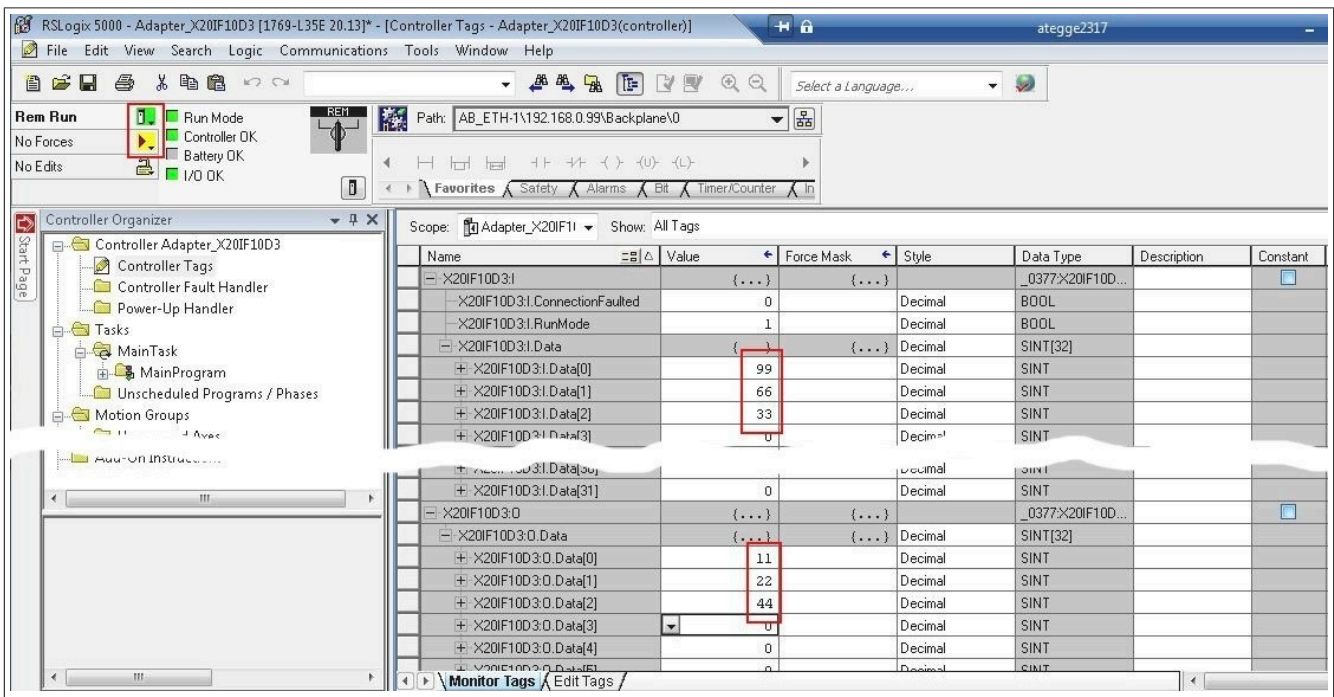 RSLogix 5000 - Adapter_X20IF10D3 [1769-L35E 20.13]* - [Controller Tags - Adapter_X20IF10D3(controller)]
ategge2317
File Edit View Search Logic Communications Tools Window Help
Select a Language...
Rem Run
No Forces
No Edits
Run Mode
Controller OK
Battery OK
I/O OK
REM
Path: AB_ETH-1\192.168.0.99\Backplane\0
Favorites Safety Alarms Bit Timer/Counter In
Start Page
Controller Organizer
Controller Adapter_X20IF10D3
Controller Tags
Controller Fault Handler
Power-Up Handler
Tasks
MainTask
MainProgram
Unscheduled Programs / Phases
Motion Groups
Scope: Adapter_X20IF1( Show: All Tags
Name Value Force Mask Style Data Type Description Constant
X20IF10D3:I {...} {...} _0377:X20IF10D...
X20IF10D3:I.ConnectionFaulted 0 Decimal BOOL
X20IF10D3:I.RunMode 1 Decimal BOOL
X20IF10D3:I.Data {...} {...} Decimal SINT[32]
X20IF10D3:I.Data[0] 99 Decimal SINT
X20IF10D3:I.Data[1] 66 Decimal SINT
X20IF10D3:I.Data[2] 33 Decimal SINT
X20IF10D3:I.Data[3] 0 Decimal SINT
X20IF10D3:I.Data[31] 0 Decimal SINT
X20IF10D3:O {...} {...} _0377:X20IF10D...
X20IF10D3:O.Data {...} {...} Decimal SINT[32]
X20IF10D3:O.Data[0] 11 Decimal SINT
X20IF10D3:O.Data[1] 22 Decimal SINT
X20IF10D3:O.Data[2] 44 Decimal SINT
X20IF10D3:O.Data[3] 0 Decimal SINT
X20IF10D3:O.Data[4] 0 Decimal SINT
Monitor Tags Edit Tags